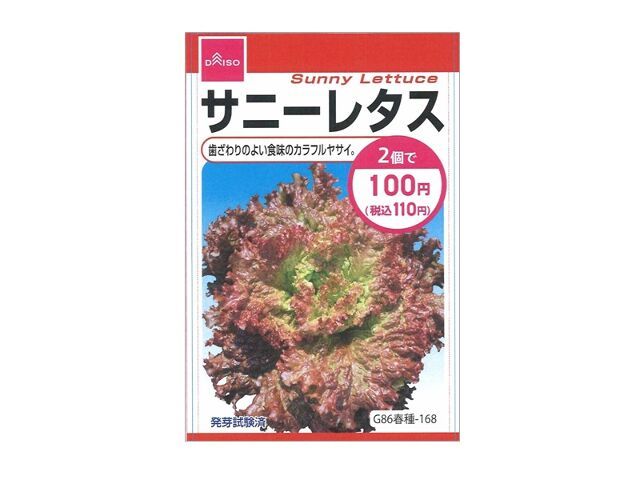 DAISO
Sunny Lettuce
サニーレタス
歯ざわりのよい食味のカラフルヤサイ。
2個で
100円
(税込110円)
発芽試験済
G86春種-168